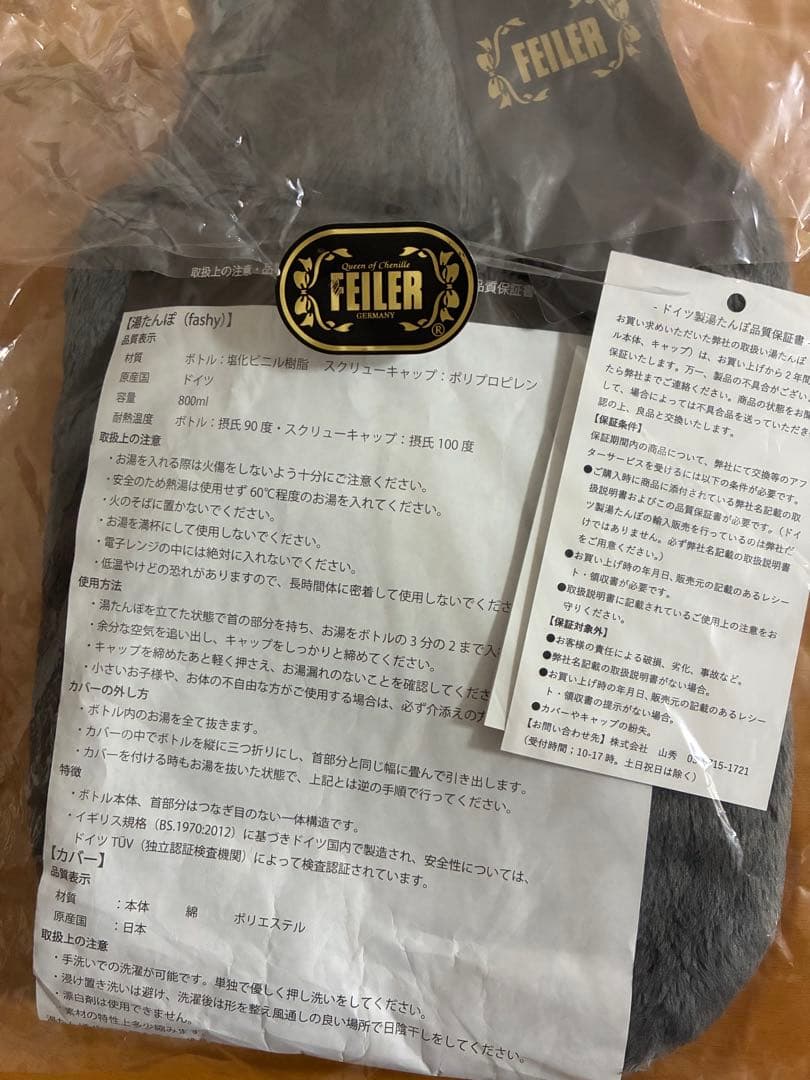 FEILER
Queen of Chenille
FEILER
GERMANY
®
取扱上の注意・品
品質保証書
【湯たんぽ（fashy）】
品質表示
材質 ボトル：塩化ビニル樹脂 スクリューキャップ：ポリプロピレン
原産国 ドイツ
容量 800ml
耐熱温度 ボトル：摂氏90度・スクリューキャップ：摂氏100度
取扱上の注意
・お湯を入れる際は火傷をしないよう十分にご注意ください。
・安全のため熱湯は使用せず60℃程度のお湯を入れてください。
・火のそばに置かないでください。
・お湯を満杯にして使用しないでください。
・電子レンジの中には絶対に入れないでください。
・低温やけどの恐れがありますので、長時間体に密着して使用しないでくださ
使用方法
・湯たんぽを立てた状態で首の部分を持ち、お湯をボトルの3分の2まで入
・余分な空気を追い出し、キャップをしっかりと締めてください。
・キャップを締めたあと軽く押さえ、お湯漏れのないことを確認してくださ
・小さいお子様や、お体の不自由な方がご使用する場合は、必ず介添えの方
カバーの外し方
・ボトル内のお湯を全て抜きます。
・カバーの中でボトルを縦に三つ折りにし、首部分と同じ幅に畳んで引き出します。
・カバーを付ける時もお湯を抜いた状態で、上記とは逆の手順で行ってください。
特徴
・ボトル本体、首部分はつなぎ目のない一体構造です。
・イギリス規格（BS.1970:2012）に基づきドイツ国内で製造され、安全性については、
ドイツ TÜV（独立認証検査機関）によって検査認証されています。
【カバー】
品質表示
材質 ：本体 綿 ポリエステル
原産国 ：日本
取扱上の注意
・手洗いでの洗濯が可能です。単独で優しく押し洗いをしてください。
・浸け置き洗いは避け、洗濯後は形を整え風通しの良い場所で日陰干しをしてください。
・漂白剤は使用できません。
素材の特性上多少縮みま
- ドイツ製湯たんぽ品質保証書 -
お買い求めいただいた弊社の取扱い湯たんぽ
ル本体、キャップ）は、お買い上げから2年間
保証いたします。万一、製品の不具合がござい
たら弊社までご連絡ください。商品の状態をお聞
して、場合によっては不具合品を送っていただき
認の上、良品と交換いたします。
【保証条件】
保証期間内の商品について、弊社にて交換等のアフ
ターサービスを受けるには以下の条件が必要です。
●ご購入時に商品に添付されている弊社名記載の取
扱説明書およびこの品質保証書が必要です。（ドイ
ツ製湯たんぽの輸入販売を行っているのは弊社だ
けではありません。必ず弊社名記載の取扱説明書
をご用意ください。）
●お買い上げ時の年月日、販売元の記載のあるレシー
ト・領収書が必要です。
●取扱説明書に記載されているご使用上の注意をお
守りください。
【保証対象外】
●お客様の責任による破損、劣化、事故など。
●弊社名記載の取扱説明書がない場合。
●お買い上げ時の年月日、販売元の記載のあるレシー
ト・領収書の提示がない場合。
●カバーやキャップの紛失。
【お問い合わせ先】株式会社 山秀 15-1721
（受付時間；10-17時。土日祝日は除く）